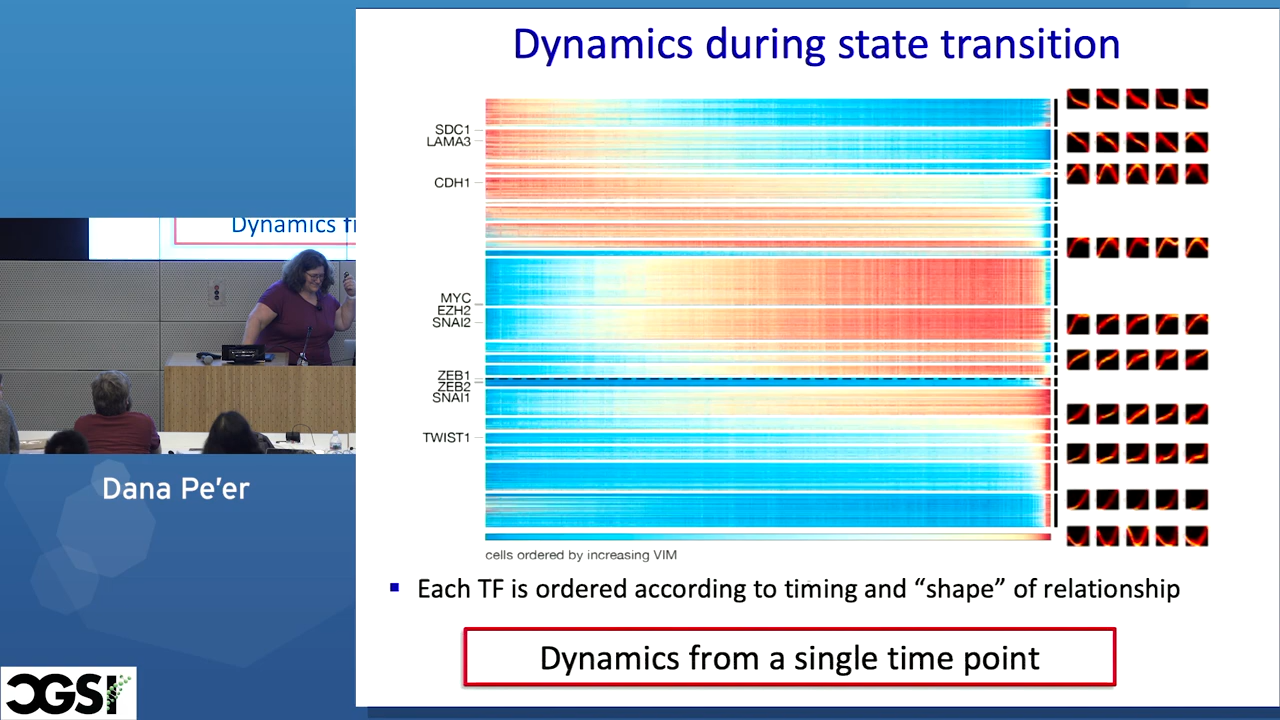 Dynamics during state transition
SDC1
LAMA3
CDH1
MYC
EZH2
SNAI2
ZEB1
ZEB2
SNAI1
TWIST1
cells ordered by increasing VIM
▪ Each TF is ordered according to timing and “shape” of relationship
Dynamics from a single time point
Dynamics f
Dana Pe'er
CGSI